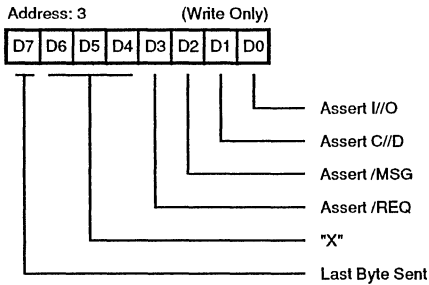 Address: 3 (Write Only)
D7 D6 D5 D4 D3 D2 D1 D0
Assert I//O
Assert C//D
Assert /MSG
Assert /REQ
"X"
Last Byte Sent